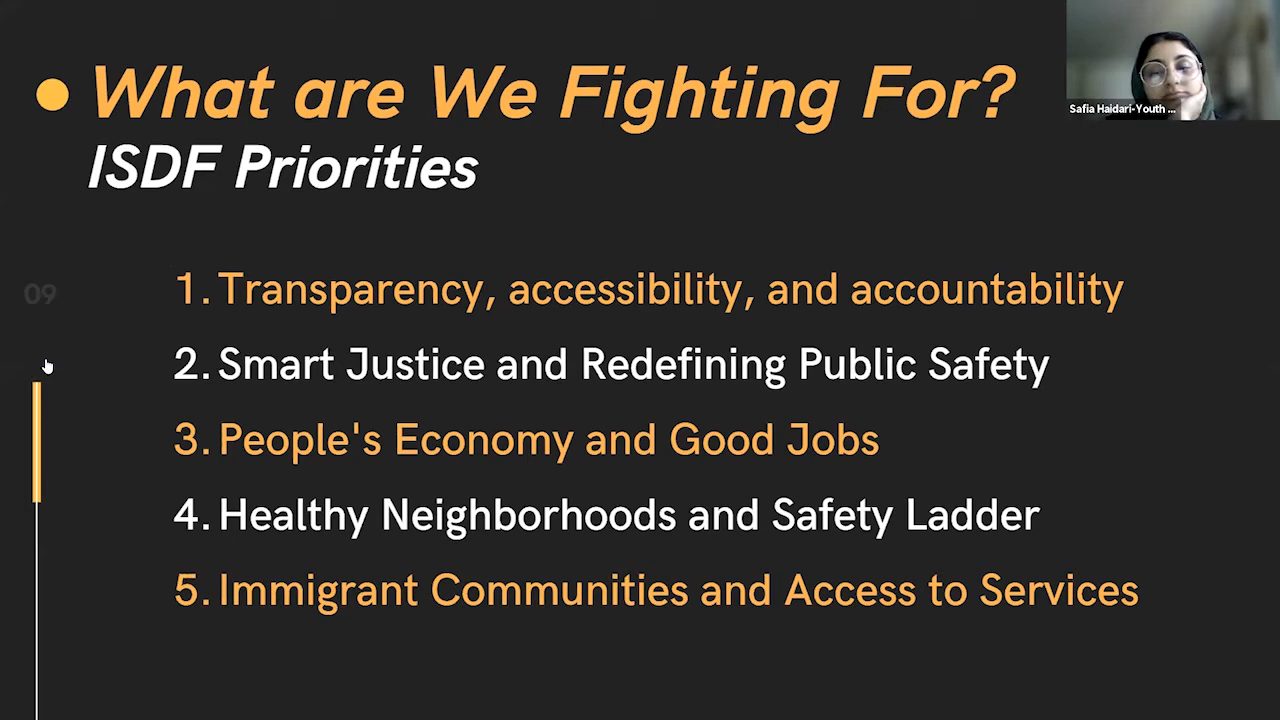 What are We Fighting For?
ISDF Priorities
Safia Haidari-Youth ...
09
1. Transparency, accessibility, and accountability
2. Smart Justice and Redefining Public Safety
3. People's Economy and Good Jobs
4. Healthy Neighborhoods and Safety Ladder
5. Immigrant Communities and Access to Services